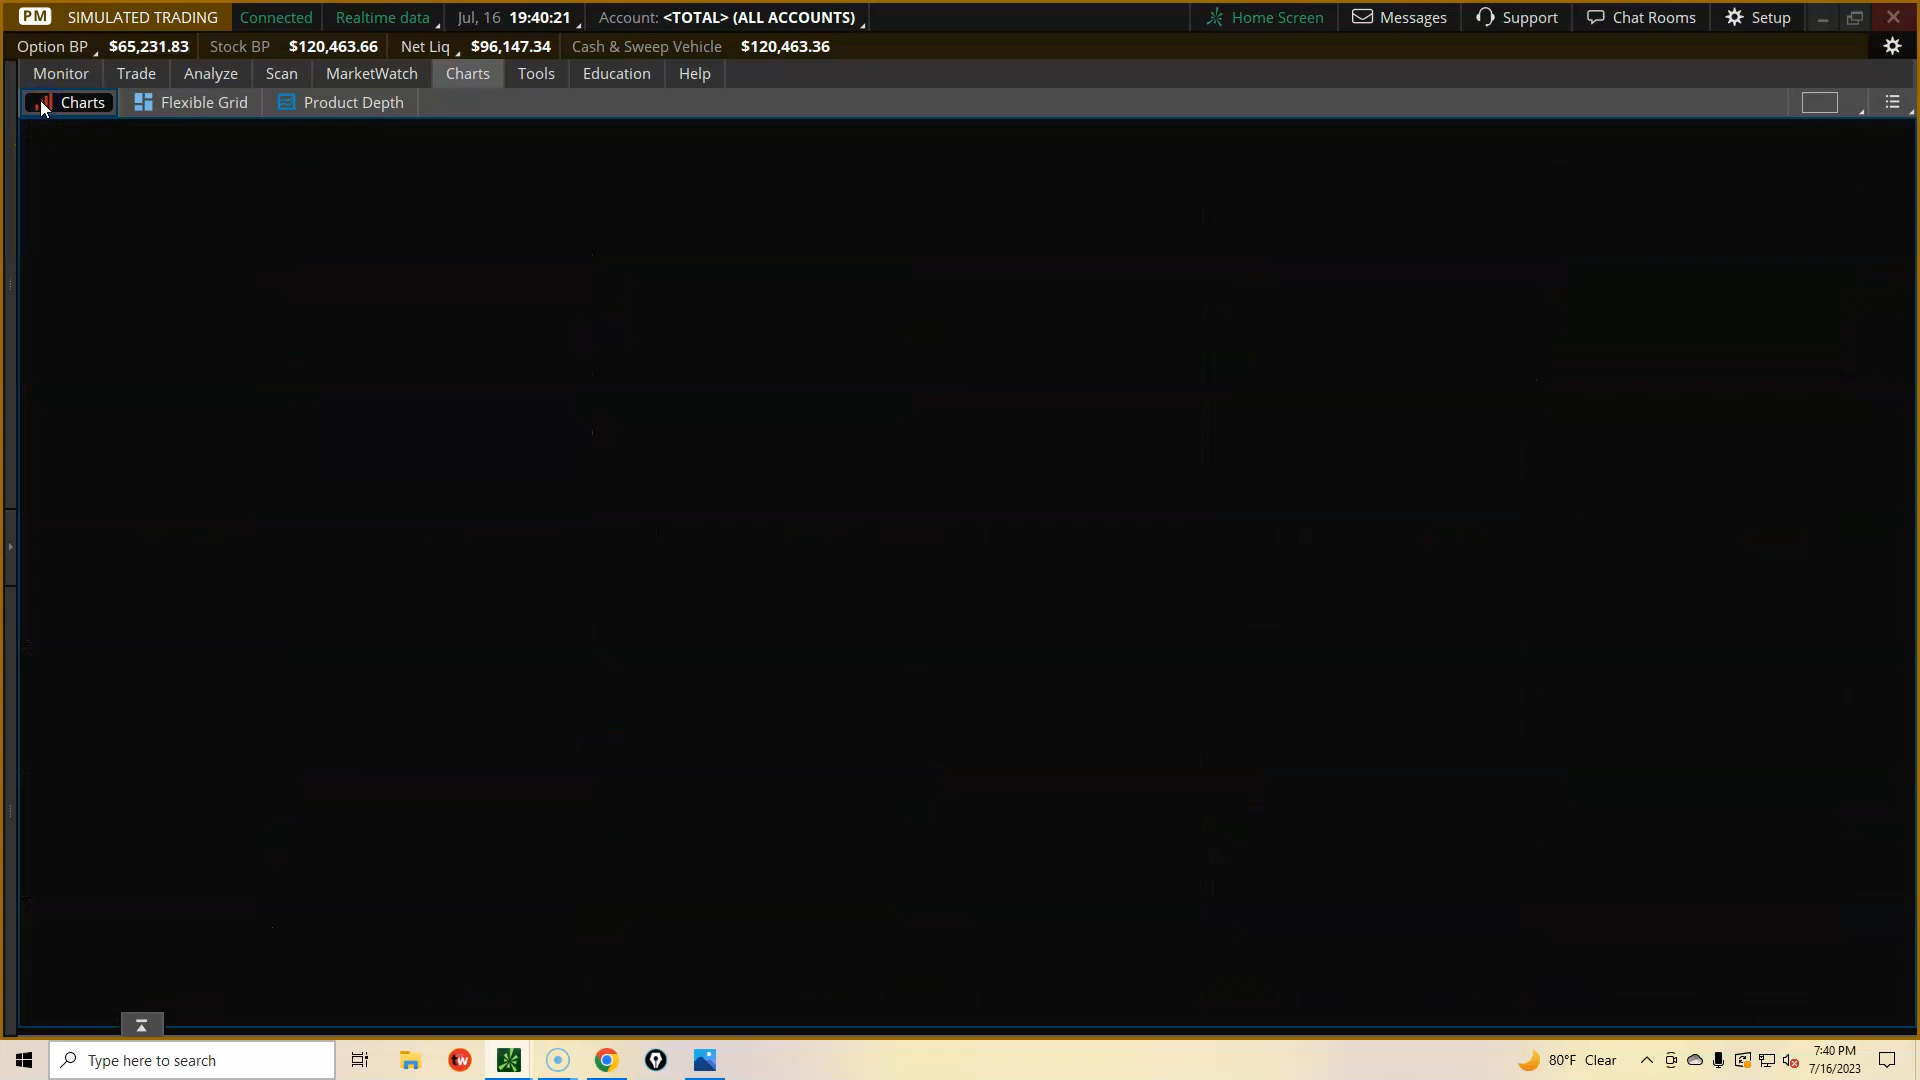 PM SIMULATED TRADING Connected Realtime data Jul, 16 19:40:21 Account: <TOTAL> (ALL ACCOUNTS) Home Screen Messages Support Chat Rooms Setup
Option BP $65,231.83 Stock BP $120,463.66 Net Liq $96,147.34 Cash & Sweep Vehicle $120,463.36
Monitor Trade Analyze Scan MarketWatch Charts Tools Education Help
Charts Flexible Grid Product Depth
Type here to search tw 80°F Clear 7:40 PM
7/16/2023